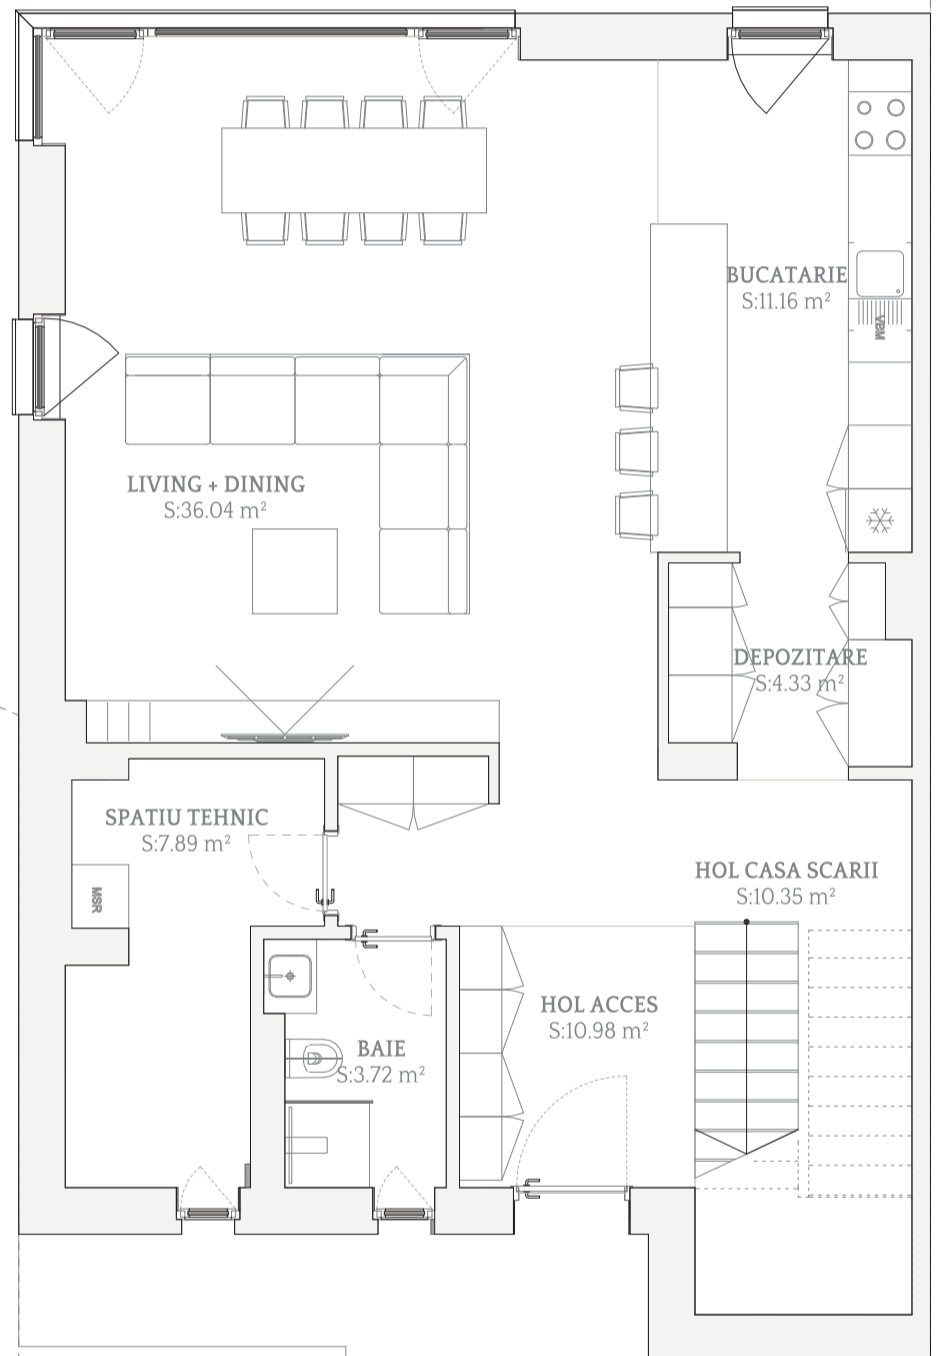 BUCATARIE
S:11.16 m²
VBM
LIVING + DINING
S:36.04 m²
DEPOZITARE
S:4.33 m²
SPATIU TEHNIC
S:7.89 m²
MSR
HOL CASA SCARII
S:10.35 m²
HOL ACCES
S:10.98 m²
BAIE
S:3.72 m²